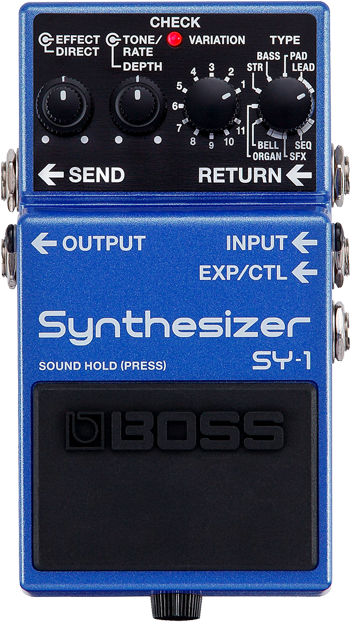 CHECK
EFFECT
DIRECT
TONE/
RATE
DEPTH
VARIATION
TYPE
BASS
PAD
STR
LEAD
1
2
3
4
5
6
7
8
9
10
11
BELL
SEQ
ORGAN
SFX
← SEND
RETURN ←
← OUTPUT
INPUT ←
EXP/CTL ←
Synthesizer
SOUND HOLD (PRESS)
SY-1
BOSS